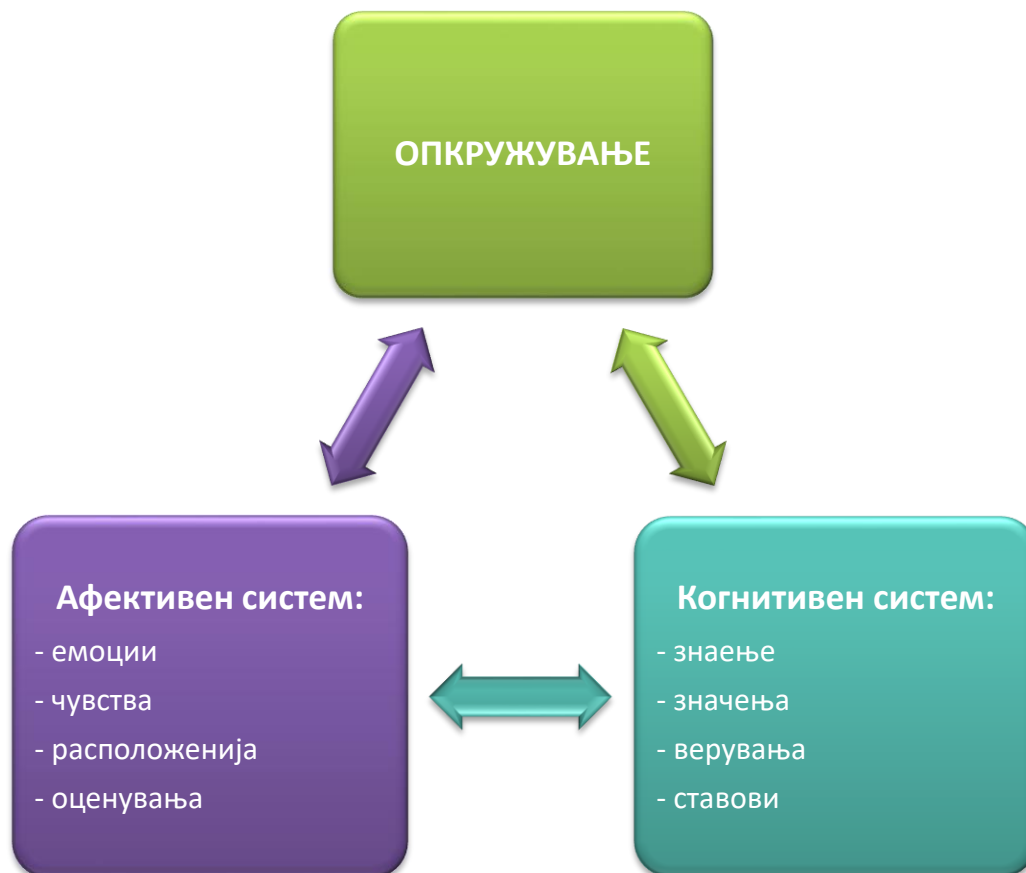 ОПКРУЖУВАЊЕ
Афективен систем:
- емоции
- чувства
- расположенија
- оценувања
Когнитивен систем:
- знаење
- значења
- верувања
- ставови